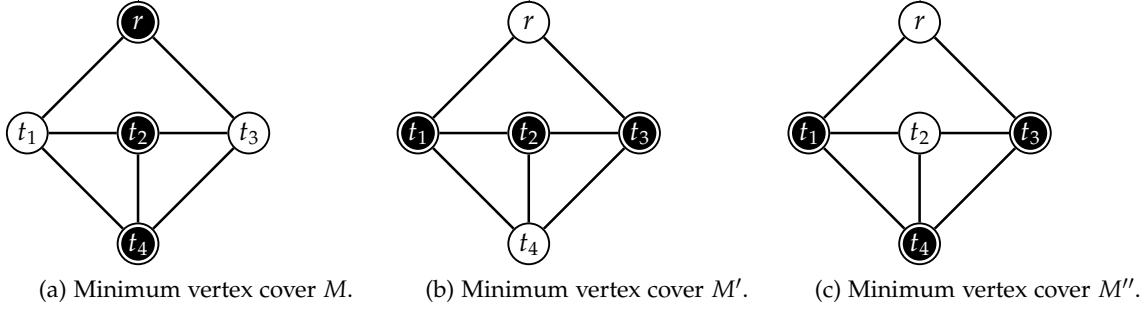 r r r
t₁ t₂ t₃ t₁ t₂ t₃ t₁ t₂ t₃
t₄ t₄ t₄
(a) Minimum vertex cover M. (b) Minimum vertex cover M′. (c) Minimum vertex cover M″.